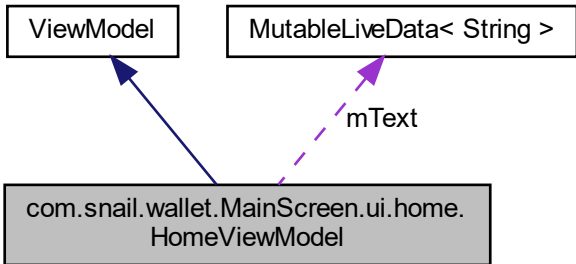 ViewModel
MutableLiveData< String >
mText
com.snail.wallet.MainScreen.ui.home.
HomeViewModel